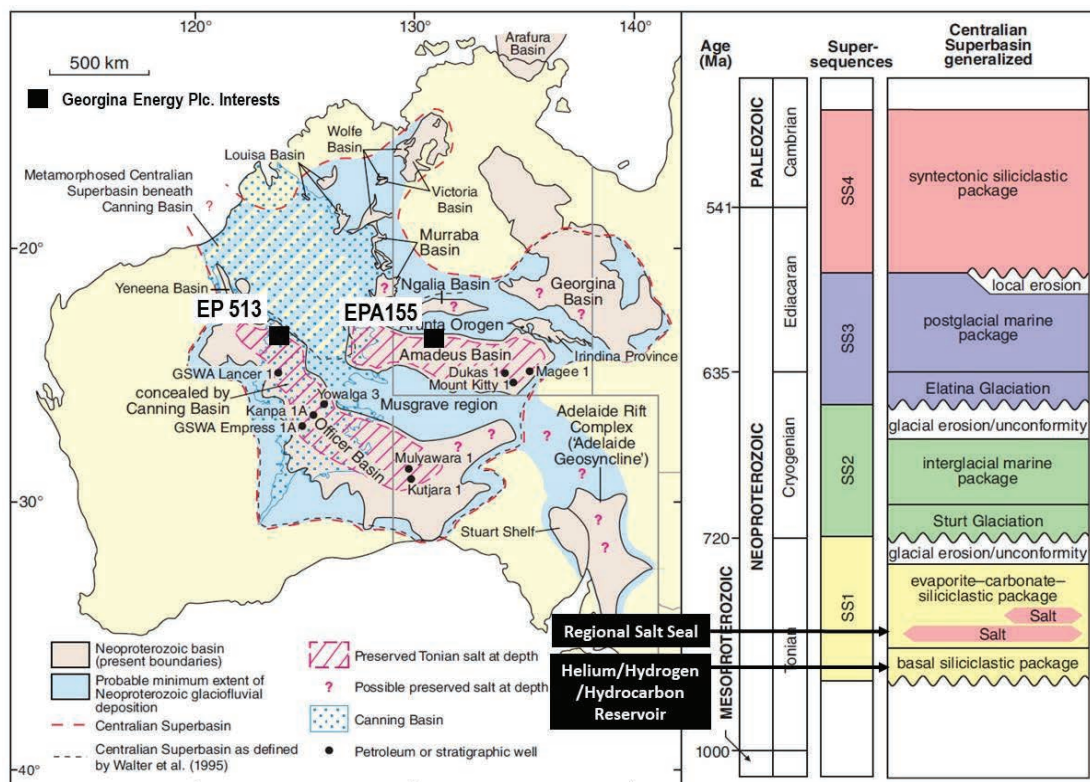 120°
130°
140°
Arafura
Basin
500 km
Georgina Energy Plc. Interests
Wolfe
Basin
Louisa Basin
Metamorphosed Centralian
Superbasin beneath
Canning Basin
?
Victoria
Basin
20°
Murraba
Basin
Yeneena Basin
Ngalia Basin
Georgina
Basin
?
?
?
?
EP 513
EPA155
Arunta Orogen
Irindina Province
Amadeus Basin
GSWA Lancer 1
Dukas 1
Magee 1
Mount Kitty 1
concealed by
Canning Basin
Yowalga 3
Musgrave region
Kanpa 1A
GSWA Empress 1A
Officer Basin
Adelaide Rift
Complex
('Adelaide
Geosyncline')
?
?
?
?
Mulyawara 1
Kutjara 1
30°
Stuart Shelf
?
?
?
Neoproterozoic basin
(present boundaries)
Probable minimum extent of
Neoproterozoic glaciofluvial
deposition
Centralian Superbasin
Centralian Superbasin as defined
by Walter et al. (1995)
Preserved Tonian salt at depth
? Possible preserved salt at depth
Canning Basin
Petroleum or stratigraphic well
40°
Age
(Ma)
Super-
sequences
Centralian
Superbasin
generalized
PALEOZOIC
Cambrian
SS4
syntectonic siliciclastic
package
541
local erosion
Ediacaran
SS3
postglacial marine
package
635
Elatina Glaciation
NEOPROTEROZOIC
Cryogenian
glacial erosion/unconformity
SS2
interglacial marine
package
Sturt Glaciation
720
glacial erosion/unconformity
SS1
evaporite–carbonate–
siliciclastic package
Salt
Salt
Regional Salt Seal
Tonian
basal siliciclastic package
Helium/Hydrogen
/Hydrocarbon
Reservoir
MESOPROTEROZOIC
1000